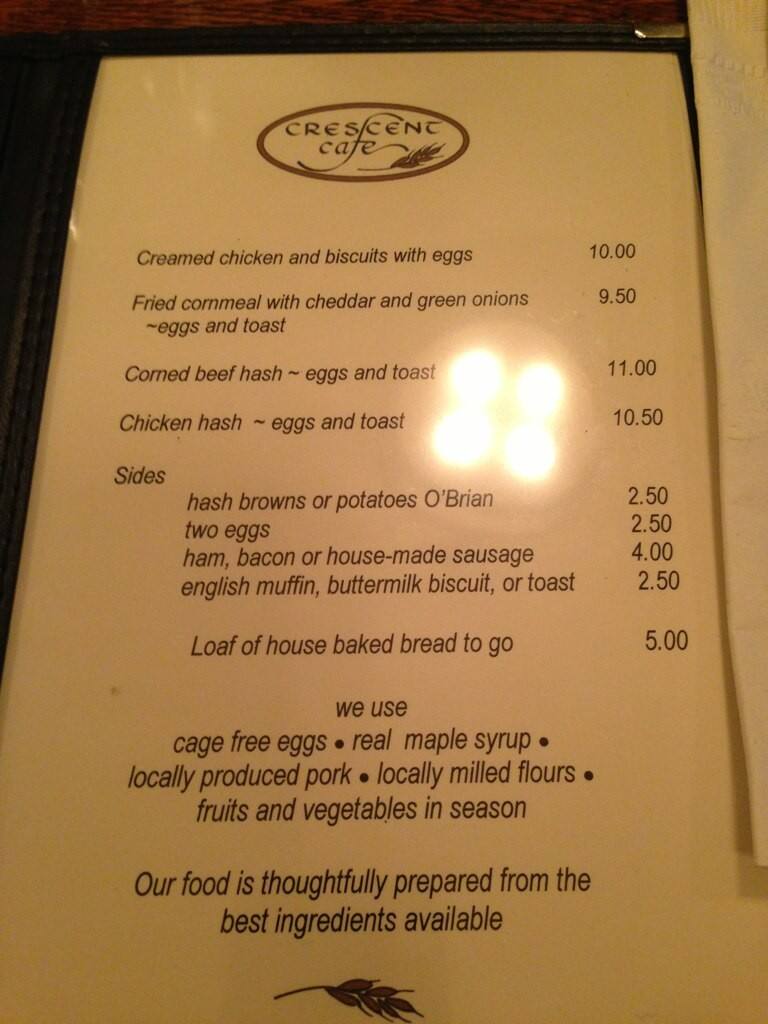 CRESCENT
cafe
Creamed chicken and biscuits with eggs 10.00
Fried cornmeal with cheddar and green onions 9.50
~eggs and toast
Corned beef hash ~ eggs and toast 11.00
Chicken hash ~ eggs and toast 10.50
Sides
hash browns or potatoes O'Brian 2.50
two eggs 2.50
ham, bacon or house-made sausage 4.00
english muffin, buttermilk biscuit, or toast 2.50
Loaf of house baked bread to go 5.00
we use
cage free eggs • real maple syrup •
locally produced pork • locally milled flours •
fruits and vegetables in season
Our food is thoughtfully prepared from the
best ingredients available